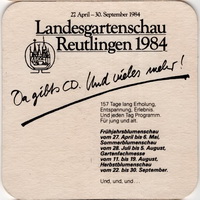 27. April – 30. September 1984
Landesgartenschau
Reutlingen 1984
Da gibts CD. Und vieles mehr!
157 Tage lang Erholung,
Entspannung, Erlebnis.
Und jeden Tag Programm.
Für jung und alt.
Frühjahrsblumenschau
vom 27. April bis 6. Mai,
Sommerblumenschau
vom 28. Juli bis 5. August,
Gartenfachmesse
vom 11. bis 19. August,
Herbstblumenschau
vom 22. bis 30. September.
Und, und, und . . .